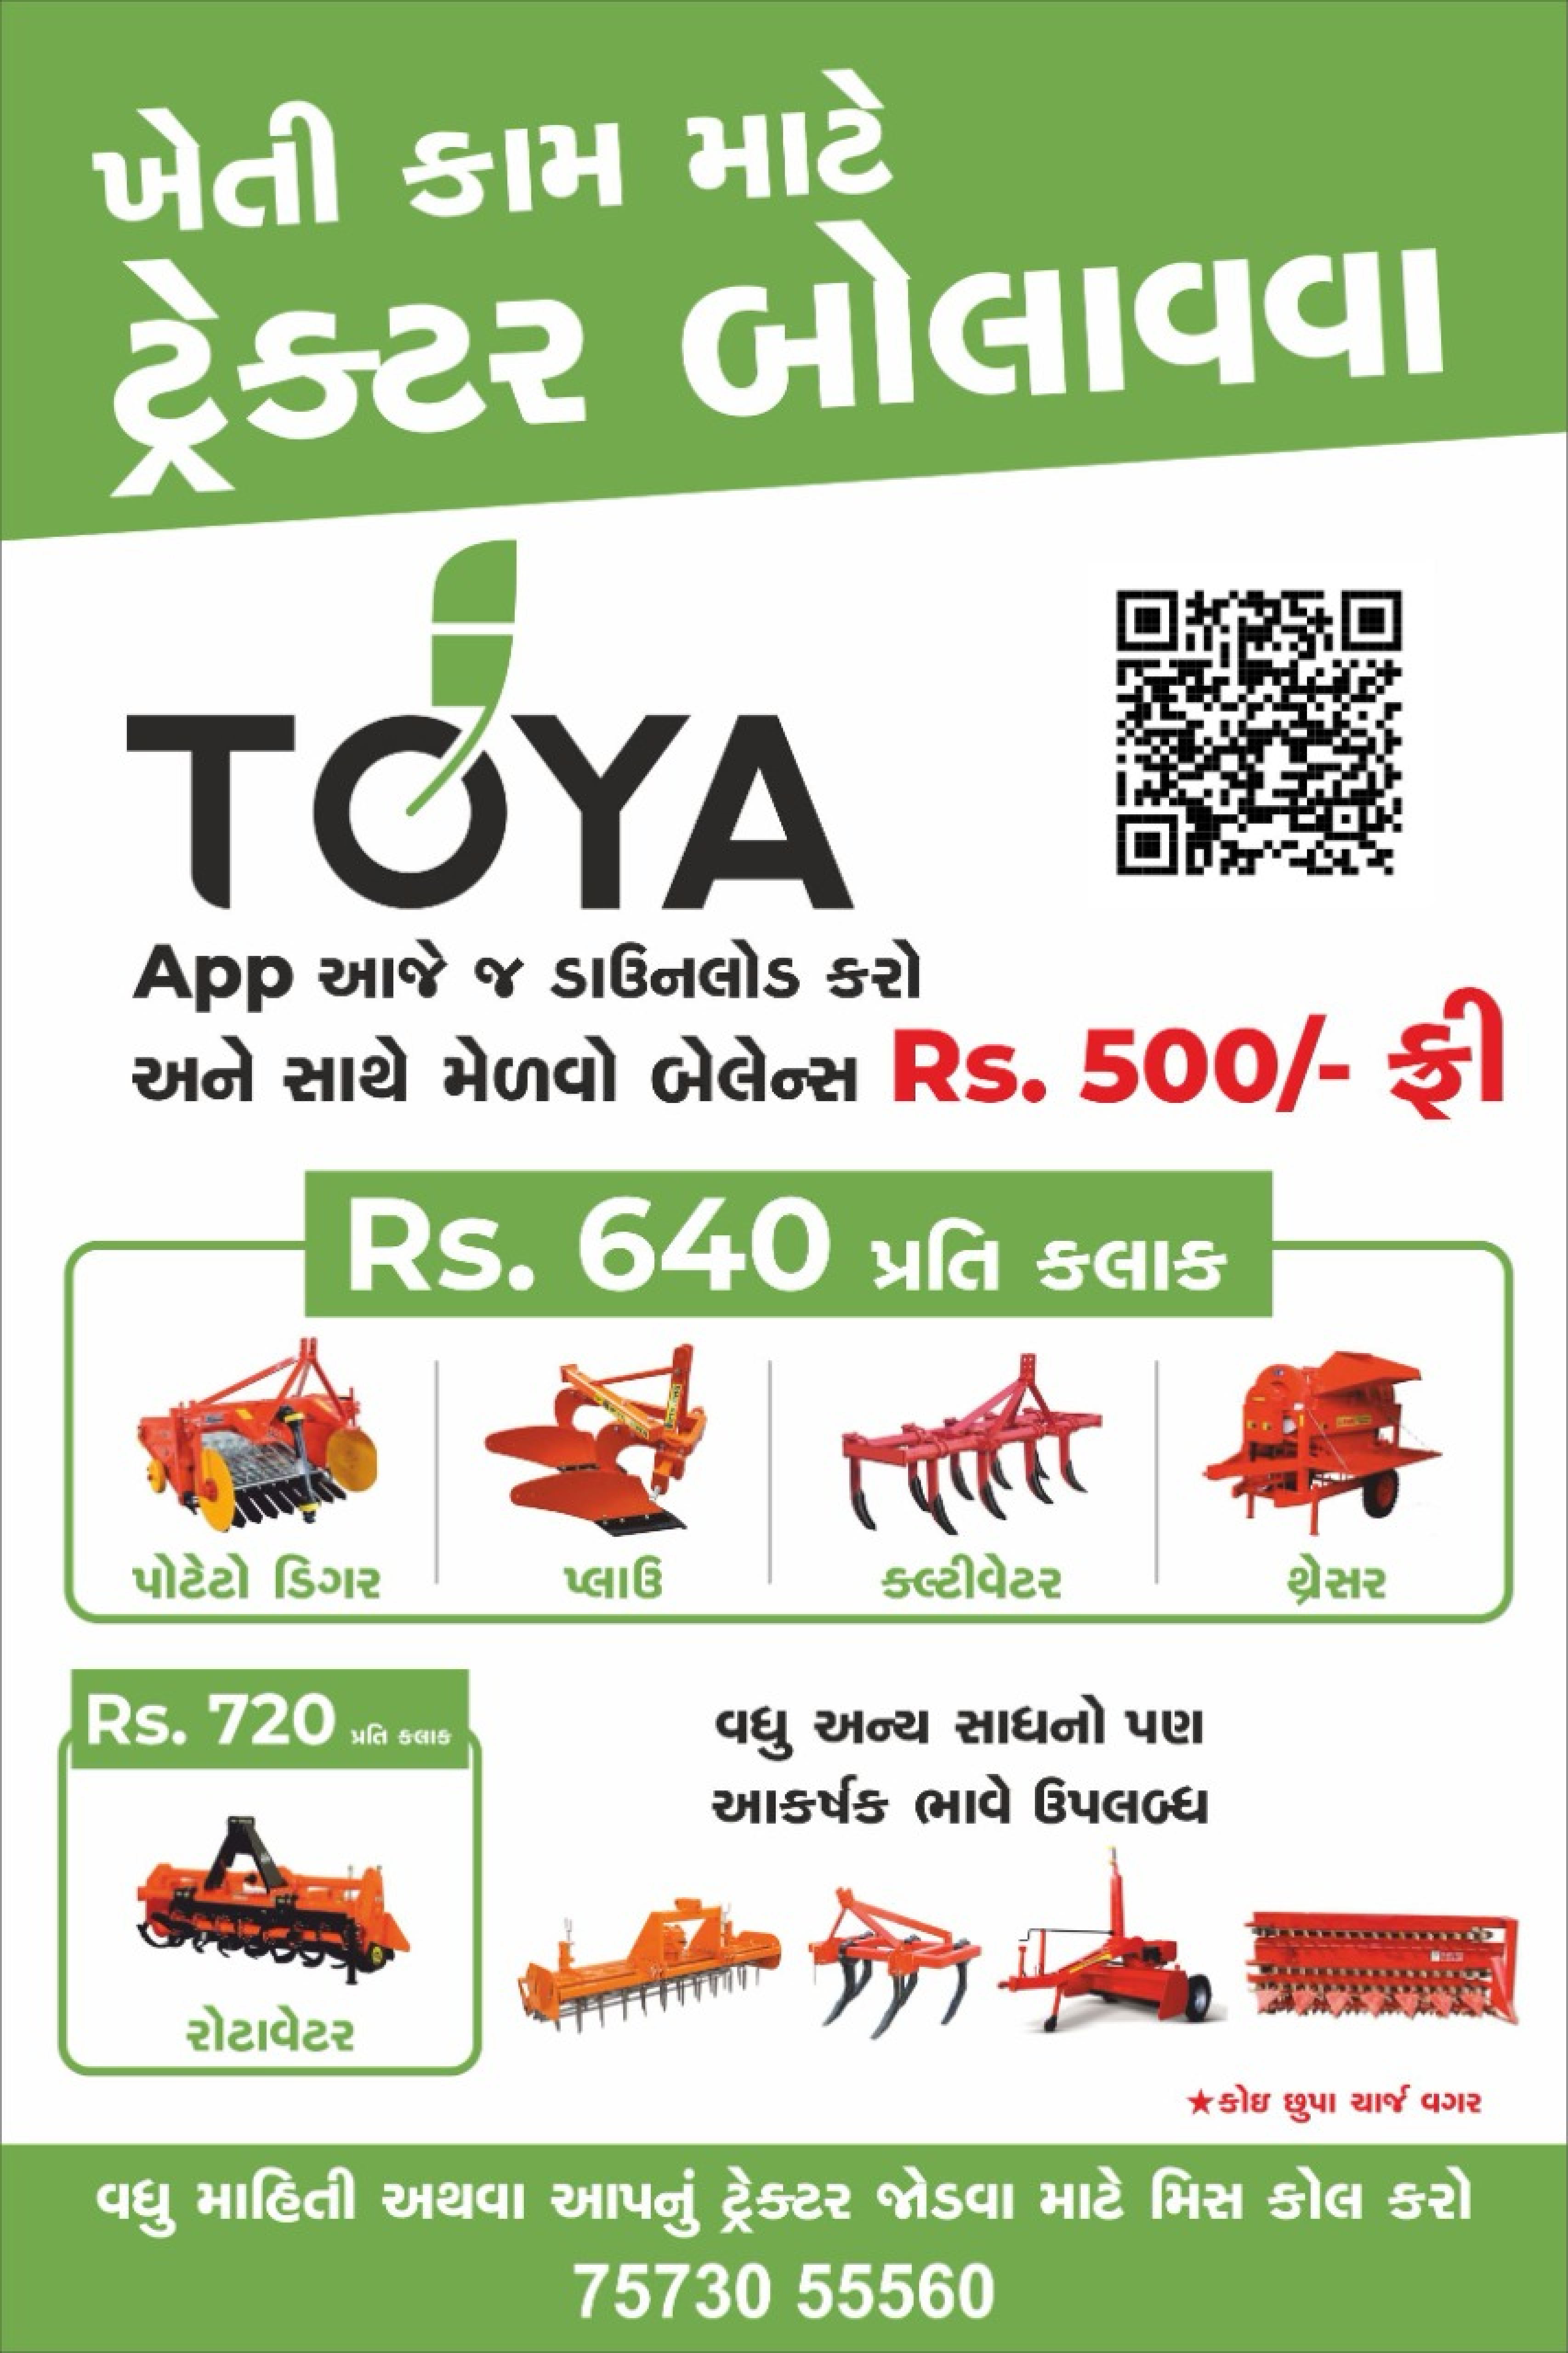 ખેતી કામ માટે
ટ્રેક્ટર બોલાવવા
TOYA
App આજે જ ડાઉનલોડ કરો
અને સાથે મેળવો બેલેન્સ Rs. 500/- ફ્રી
Rs. 640 પ્રતિ કલાક
પોટેટો ડિગર
પ્લાઉ
કલ્ટીવેટર
થ્રેસર
Rs. 720 પ્રતિ કલાક
રોટાવેટર
વધુ અન્ય સાધનો પણ
આકર્ષક ભાવે ઉપલબ્ધ
★કોઇ છુપા ચાર્જ વગર
વધુ માહિતી અથવા આપનું ટ્રેક્ટર જોડવા માટે મિસ કોલ કરો
75730 55560